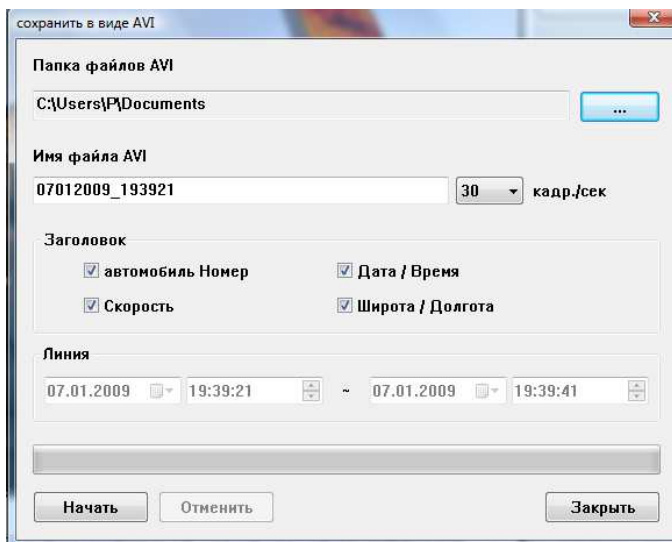 сохранить в виде AVI
Папка файлов AVI
C:\Users\P\Documents
...
Имя файла AVI
07012009_193921
30 кадр./сек
Заголовок
автомобиль Номер Дата / Время
Скорость Широта / Долгота
Линия
07.01.2009 19:39:21 ~ 07.01.2009 19:39:41
Начать Отменить Закрыть